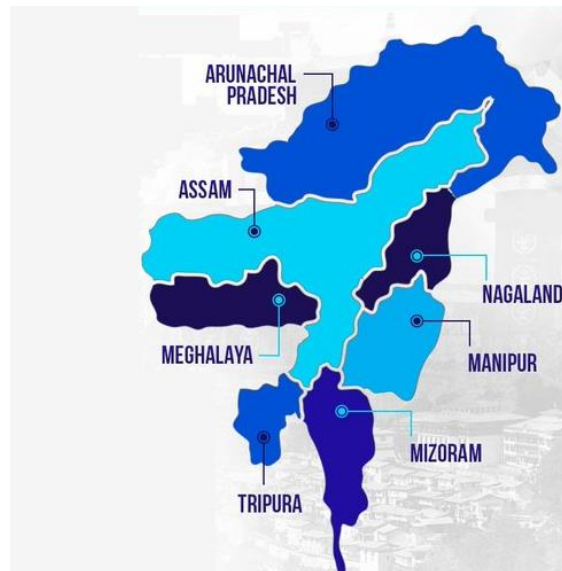 ARUNACHAL
PRADESH
ASSAM
NAGALAND
MEGHALAYA
MANIPUR
MIZORAM
TRIPURA